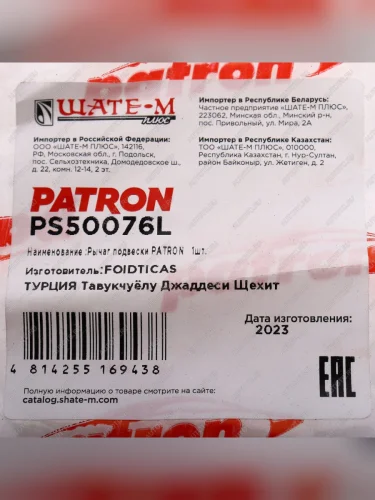 patron
ШАТЕ-М
ПЛЮС
Импортер в Российской Федерации:
ООО «ШАТЕ-М ПЛЮС», 142116,
РФ, Московская обл., г. Подольск,
пос. Сельхозтехника, Домодедовское ш.,
д. 22, комн. 12-14, 2 эт.
Импортер в Республике Беларусь:
Частное предприятие «ШАТЕ-М ПЛЮС»,
223062, Минская обл., Минский р-н,
пос. Привольный, ул. Мира, 2А
Импортер в Республике Казахстан:
ТОО «ШАТЕ-М ПЛЮС», 010000,
Республика Казахстан, г. Нур-Султан,
район Байконыр, ул. Жетиген, д. 2
PATRON
PS50076L
Наименование:Рычаг подвески PATRON 1шт.
Изготовитель:FOIDTICAS
ТУРЦИЯ Тавукчуёлу Джаддеси Щехит
Дата изготовления:
2023
4 814255 169438
EAC
Полную информацию о товаре смотрите на сайте:
catalog.shate-m.com